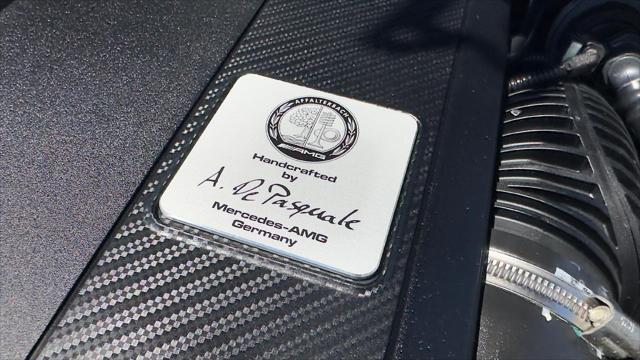 AFFALTERBACH
AMG
Handcrafted
by
A. De Pasquale
Mercedes-AMG
Germany